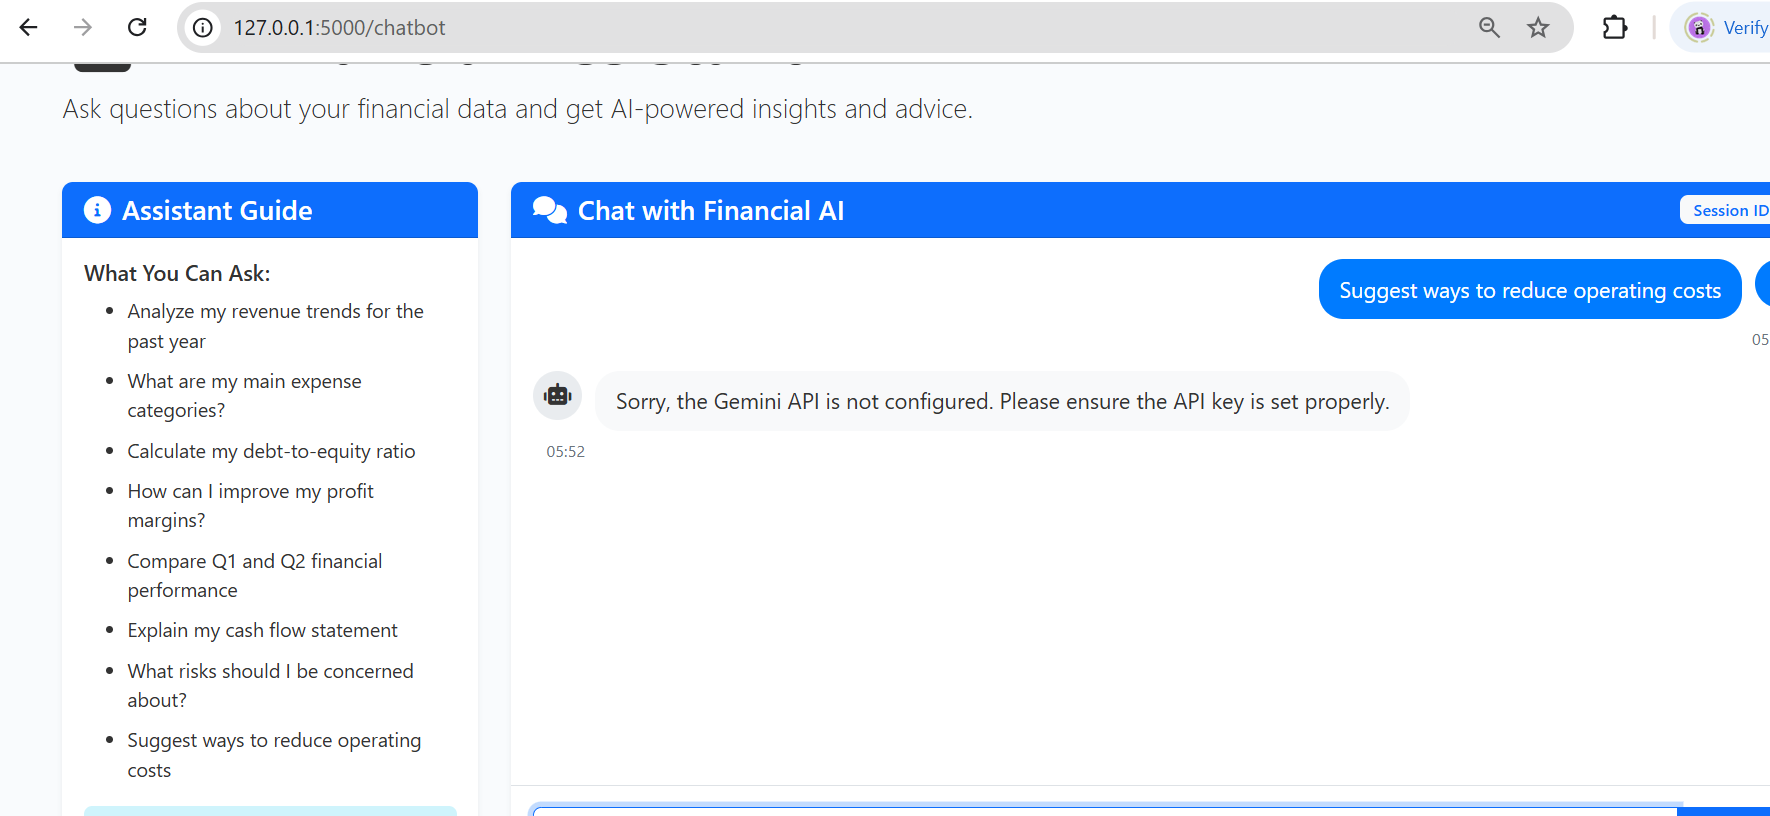 127.0.0.1:5000/chatbot
Verify
Ask questions about your financial data and get AI-powered insights and advice.
Assistant Guide
What You Can Ask:
Analyze my revenue trends for the
past year
What are my main expense
categories?
Calculate my debt-to-equity ratio
How can I improve my profit
margins?
Compare Q1 and Q2 financial
performance
Explain my cash flow statement
What risks should I be concerned
about?
Suggest ways to reduce operating
costs
Chat with Financial AI
Session ID
Suggest ways to reduce operating costs
05
Sorry, the Gemini API is not configured. Please ensure the API key is set properly.
05:52